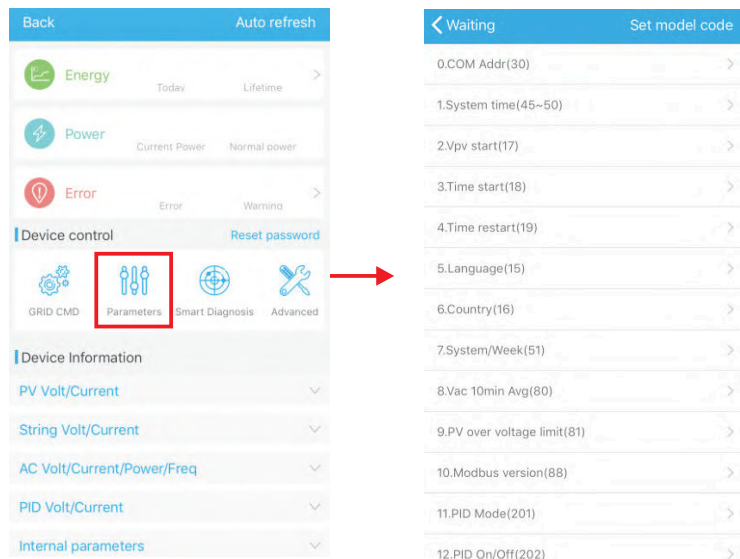 Back Auto refresh
Energy
Today Lifetime
Power
Current Power Normal power
Error
Error Warning
Device control Reset password
GRID CMD Parameters Smart Diagnosis Advanced
Device Information
PV Volt/Current
String Volt/Current
AC Volt/Current/Power/Freq
PID Volt/Current
Internal parameters
Waiting Set model code
0.COM Addr(30)
1.System time(45~50)
2.Vpv start(17)
3.Time start(18)
4.Time restart(19)
5.Language(15)
6.Country(16)
7.System/Week(51)
8.Vac 10min Avg(80)
9.PV over voltage limit(81)
10.Modbus version(88)
11.PID Mode(201)
12.PID On/Off(202)